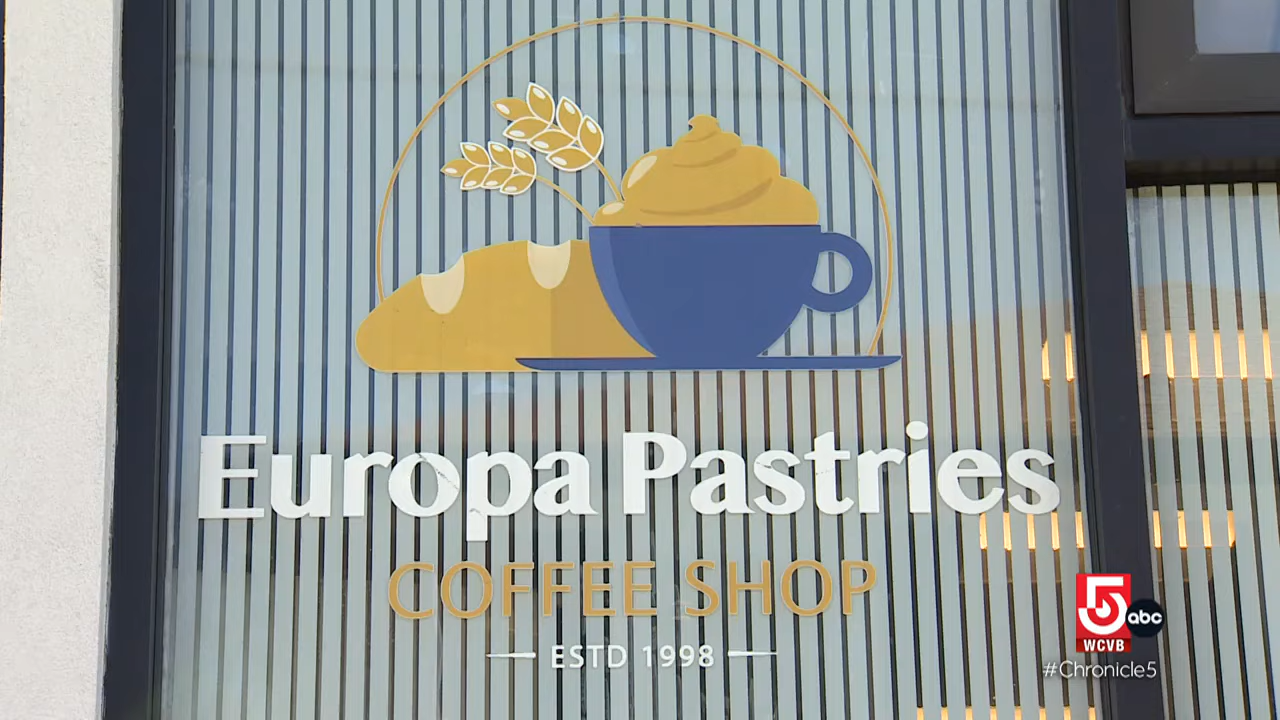 Europa Pastries
COFFEE SHOP
ESTD 1998
5
abc
WCVB
#Chronicle5